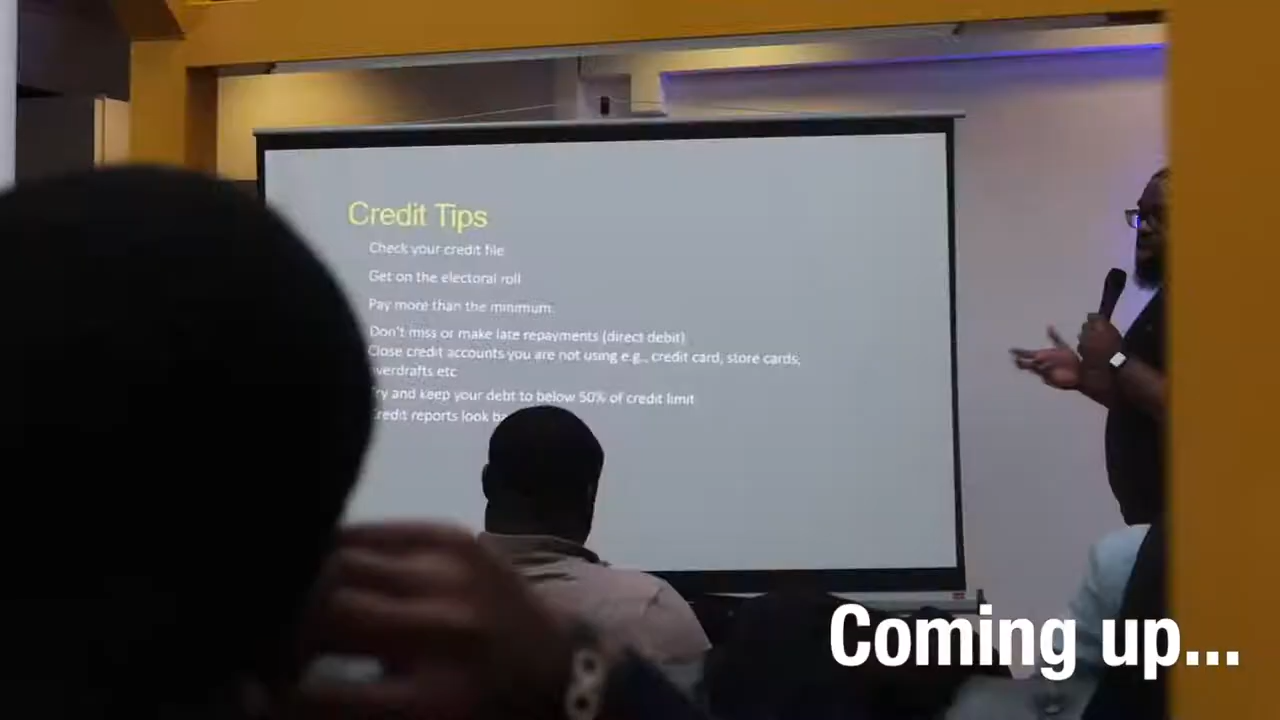 Credit Tips
Check your credit file
Get on the electoral roll
Pay more than the minimum.
Don't miss or make late repayments (direct debit)
Close credit accounts you are not using e.g., credit card, store cards,
overdrafts etc
Try and keep your debt to below 50% of credit limit
Credit reports look
Coming up...